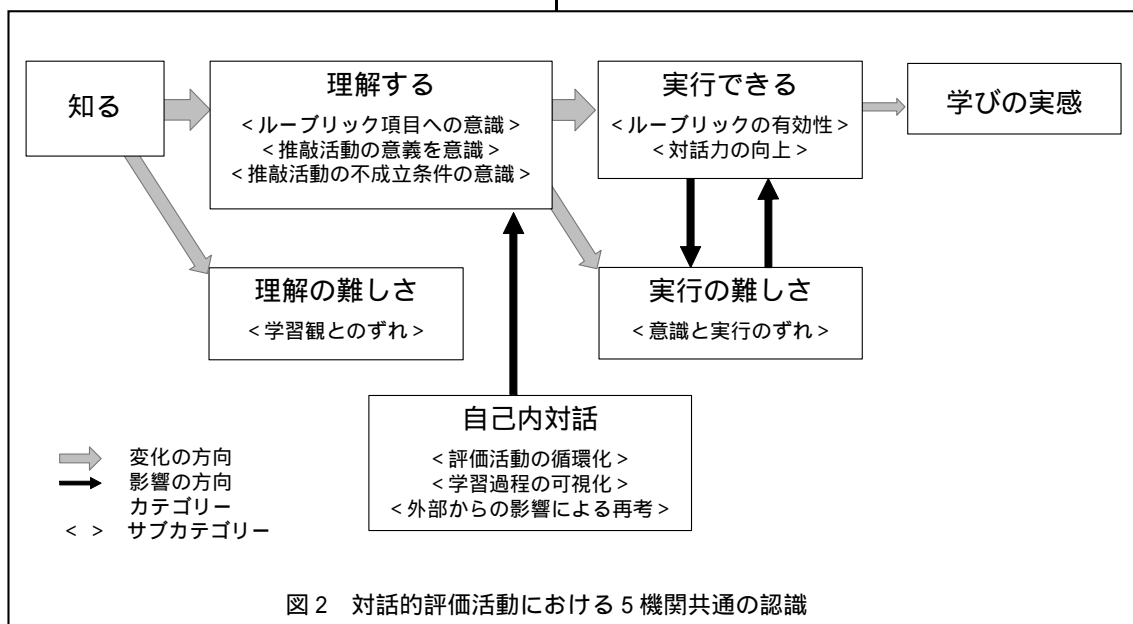 知る
理解する
<ルーブリック項目への意識>
<推敲活動の意義を意識>
<推敲活動の不成立条件の意識>
実行できる
<ルーブリックの有効性>
<対話力の向上>
学びの実感
理解の難しさ
<学習観とのずれ>
実行の難しさ
<意識と実行のずれ>
自己内対話
<評価活動の循環化>
<学習過程の可視化>
<外部からの影響による再考>
変化の方向
影響の方向
カテゴリー
< > サブカテゴリー
図2 対話的評価活動における5機関共通の認識